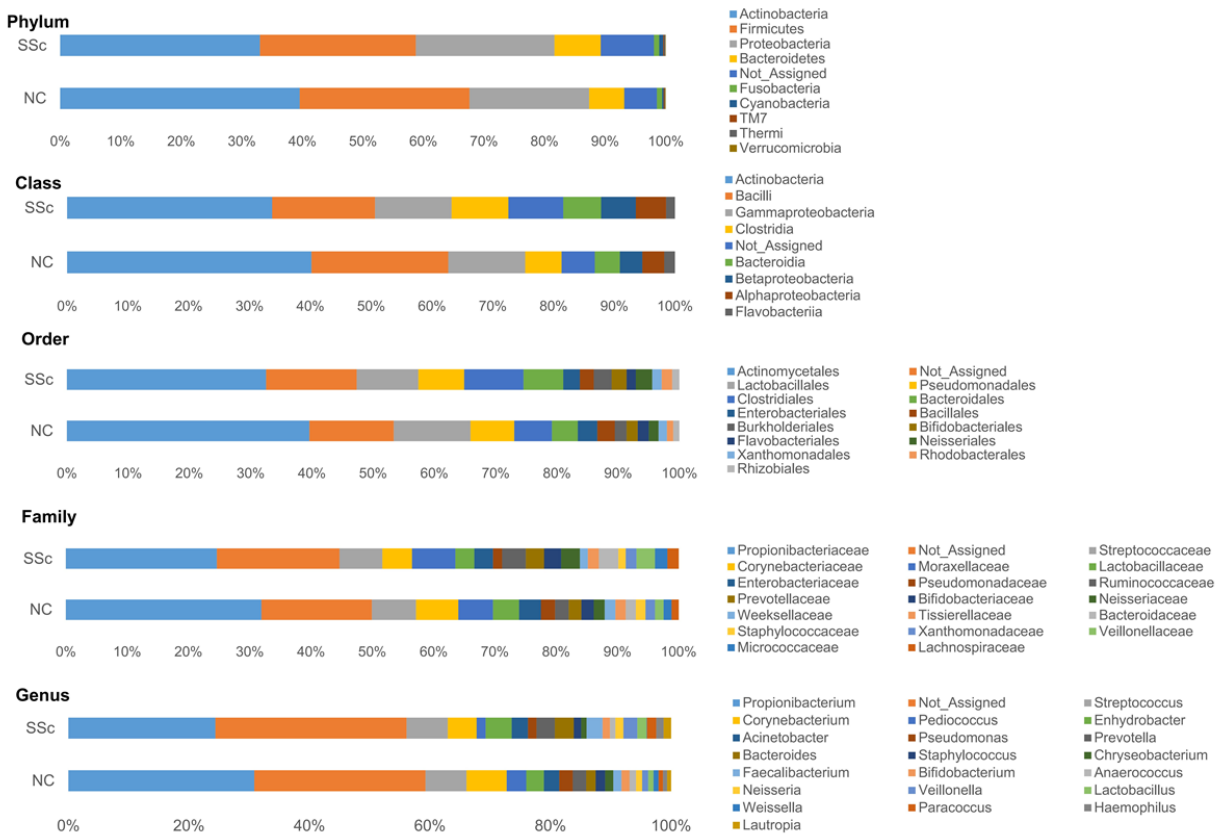 Phylum
SSc
NC
0% 10% 20% 30% 40% 50% 60% 70% 80% 90% 100%
Actinobacteria
Firmicutes
Proteobacteria
Bacteroidetes
Not_Assigned
Fusobacteria
Cyanobacteria
TM7
Thermi
Verrucomicrobia
Class
SSc
NC
0% 10% 20% 30% 40% 50% 60% 70% 80% 90% 100%
Actinobacteria
Bacilli
Gammaproteobacteria
Clostridia
Not_Assigned
Bacteroidia
Betaproteobacteria
Alphaproteobacteria
Flavobacteriia
Order
SSc
NC
0% 10% 20% 30% 40% 50% 60% 70% 80% 90% 100%
Actinomycetales Not_Assigned
Lactobacillales Pseudomonadales
Clostridiales Bacteroidales
Enterobacteriales Bacillales
Burkholderiales Bifidobacteriales
Flavobacteriales Neisseriales
Xanthomonadales Rhodobacterales
Rhizobiales
Family
SSc
NC
0% 10% 20% 30% 40% 50% 60% 70% 80% 90% 100%
Propionibacteriaceae Not_Assigned Streptococcaceae
Corynebacteriaceae Moraxellaceae Lactobacillaceae
Enterobacteriaceae Pseudomonadaceae Ruminococcaceae
Prevotellaceae Bifidobacteriaceae Neisseriaceae
Weeksellaceae Tissierellaceae Bacteroidaceae
Staphylococcaceae Xanthomonadaceae Veillonellaceae
Micrococcaceae Lachnospiraceae
Genus
SSc
NC
0% 20% 40% 60% 80% 100%
Propionibacterium Not_Assigned Streptococcus
Corynebacterium Pediococcus Enhydrobacter
Acinetobacter Pseudomonas Prevotella
Bacteroides Staphylococcus Chryseobacterium
Faecalibacterium Bifidobacterium Anaerococcus
Neisseria Veillonella Lactobacillus
Weissella Paracoccus Haemophilus
Lautropia